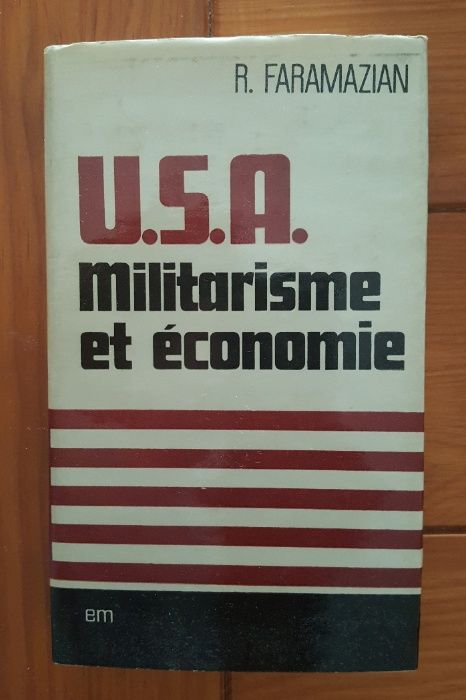 R. FARAMAZIAN
U.S.A.
Militarisme
et économie
em